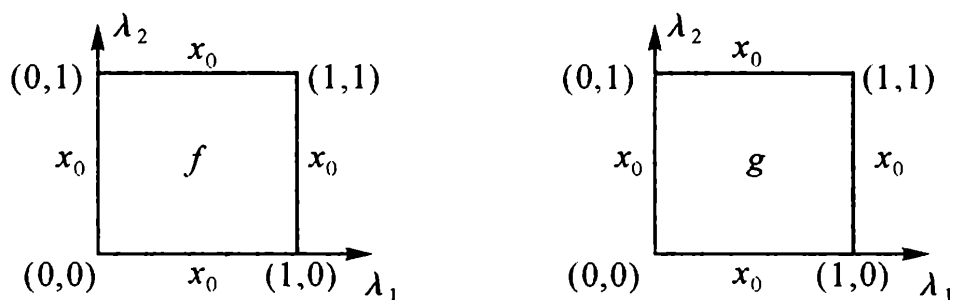 λ₂
x₀
(0,1)
(1,1)
x₀
f
x₀
(0,0)
x₀
(1,0)
λ₁
λ₂
x₀
(0,1)
(1,1)
x₀
g
x₀
(0,0)
x₀
(1,0)
λ₁